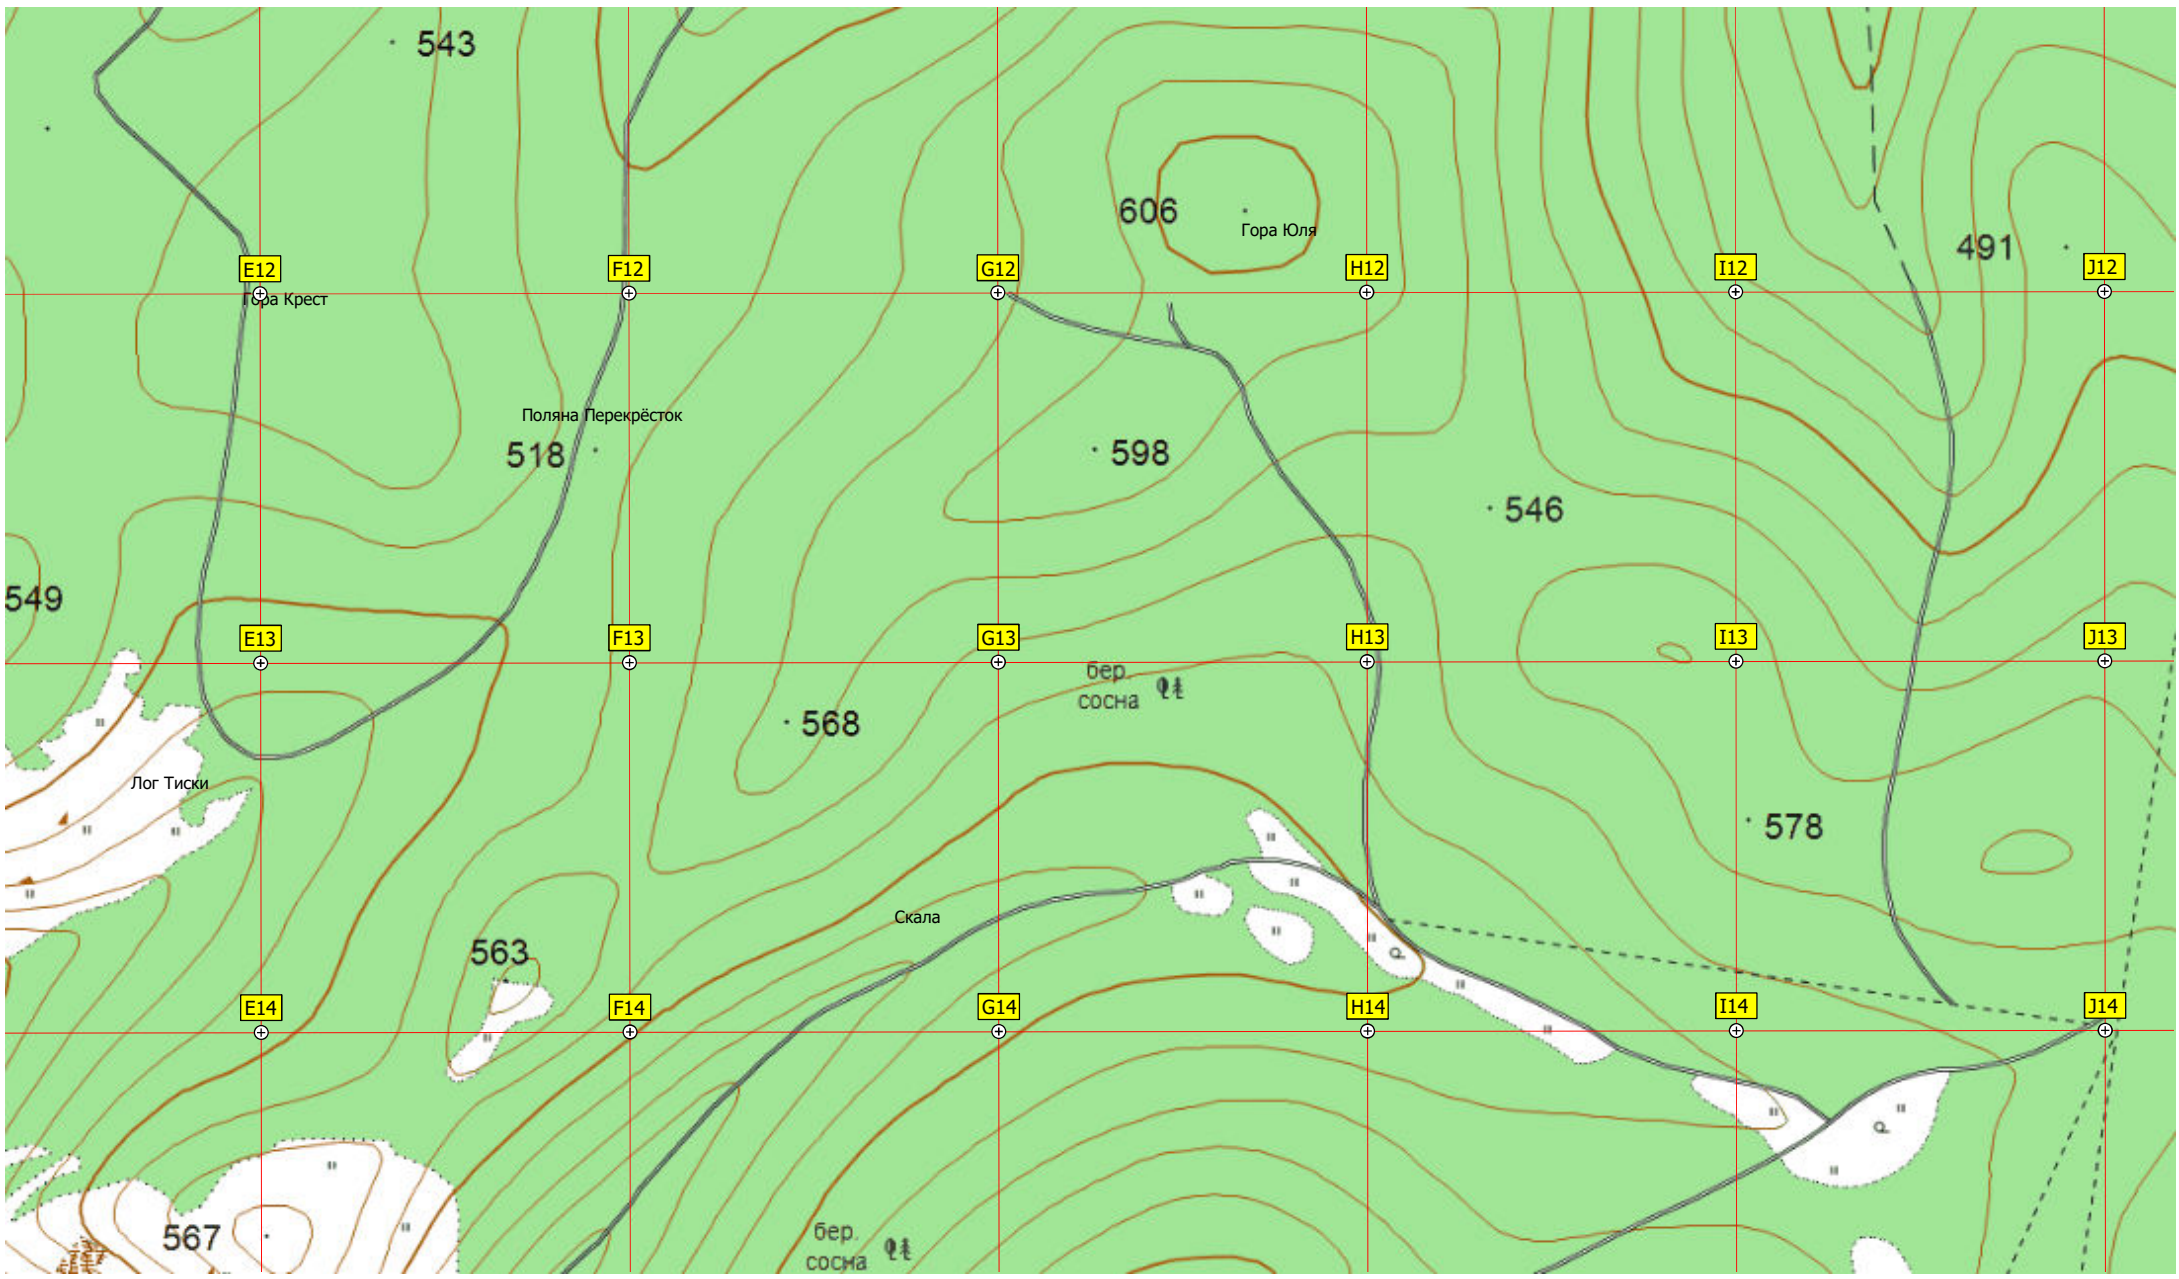 543
606
Гора Юля
491
E12
F12
G12
H12
I12
J12
Гора Крест
Поляна Перекрёсток
518
598
546
549
E13
F13
G13
H13
I13
J13
бер.
сосна
568
Лог Тиски
578
Скала
563
E14
F14
G14
H14
I14
J14
р
р
567
бер.
сосна